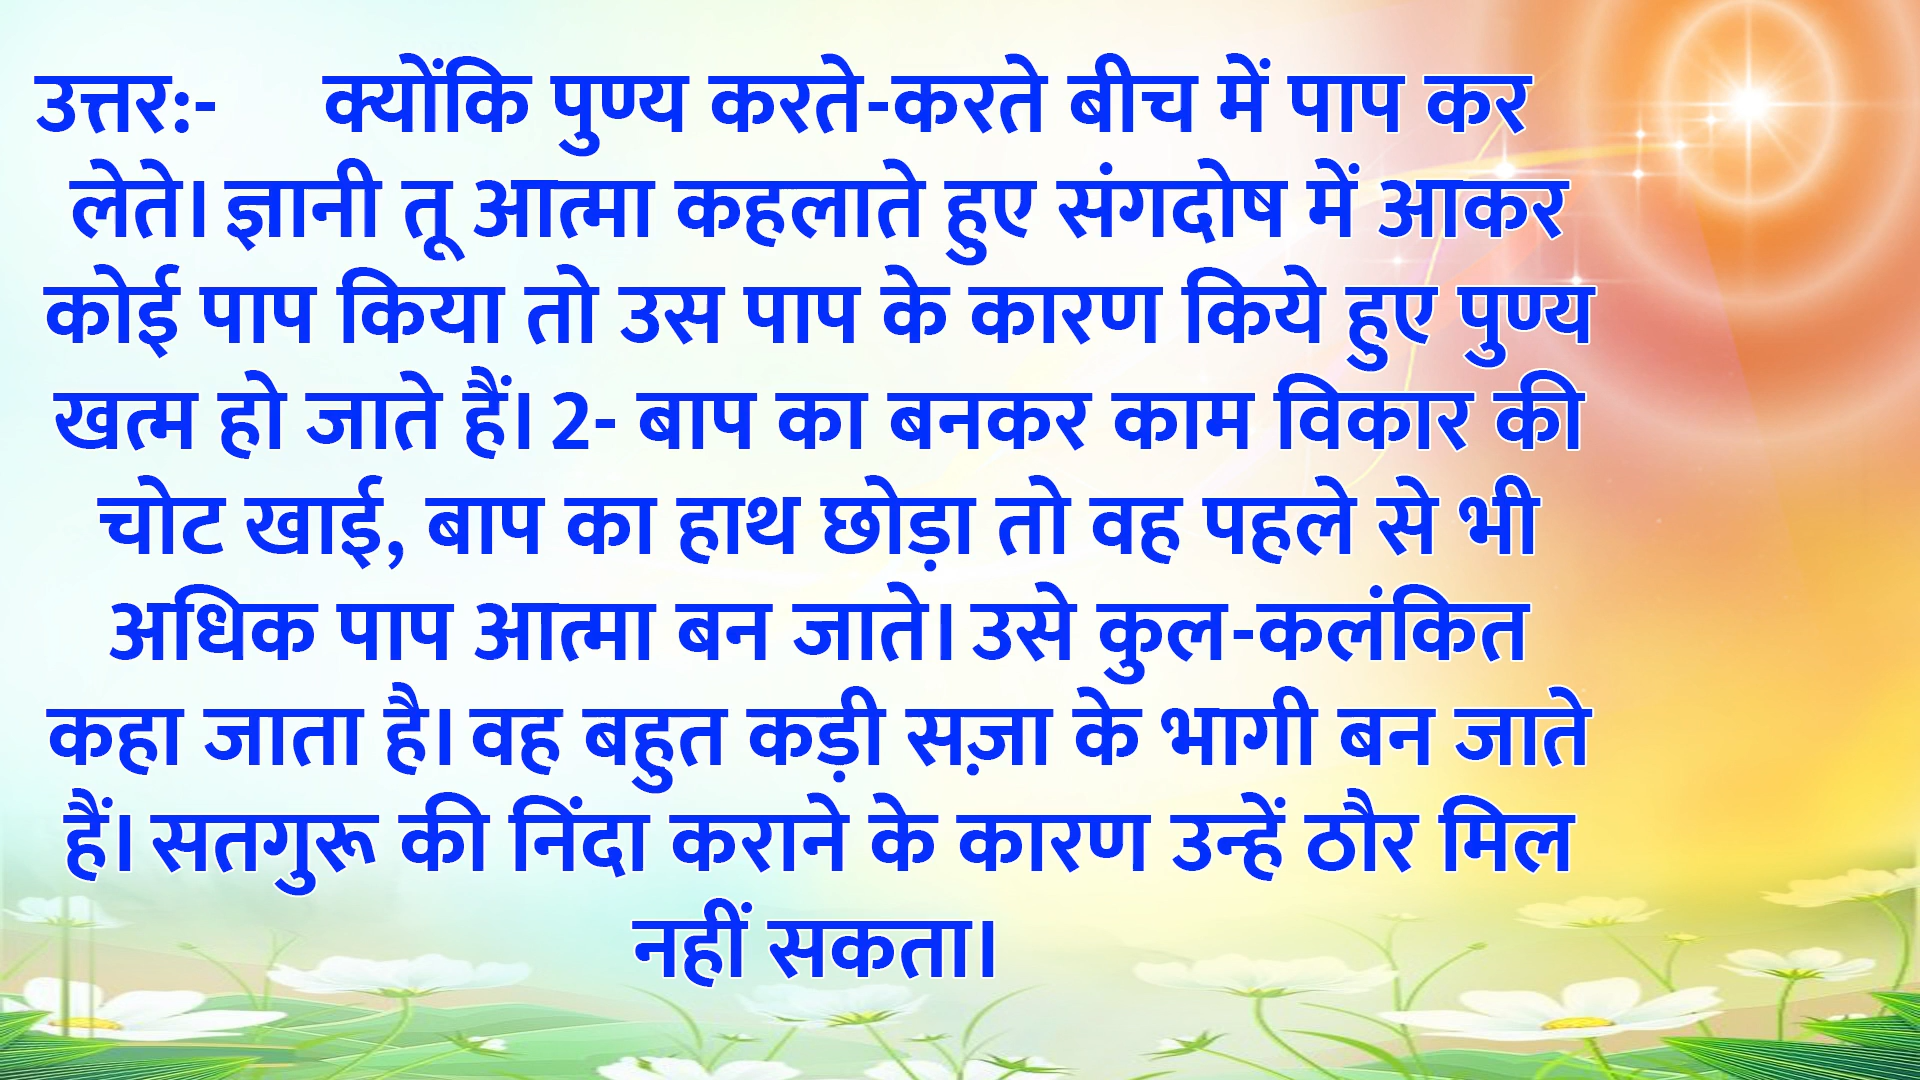 उत्तर:- क्योंकि पुण्य करते-करते बीच में पाप कर
लेते। ज्ञानी तू आत्मा कहलाते हुए संगदोष में आकर
कोई पाप किया तो उस पाप के कारण किये हुए पुण्य
खत्म हो जाते हैं। 2- बाप का बनकर काम विकार की
चोट खाई, बाप का हाथ छोड़ा तो वह पहले से भी
अधिक पाप आत्मा बन जाते। उसे कुल-कलंकित
कहा जाता है। वह बहुत कड़ी सज़ा के भागी बन जाते
हैं। सतगुरू की निंदा कराने के कारण उन्हें ठौर मिल
नहीं सकता।